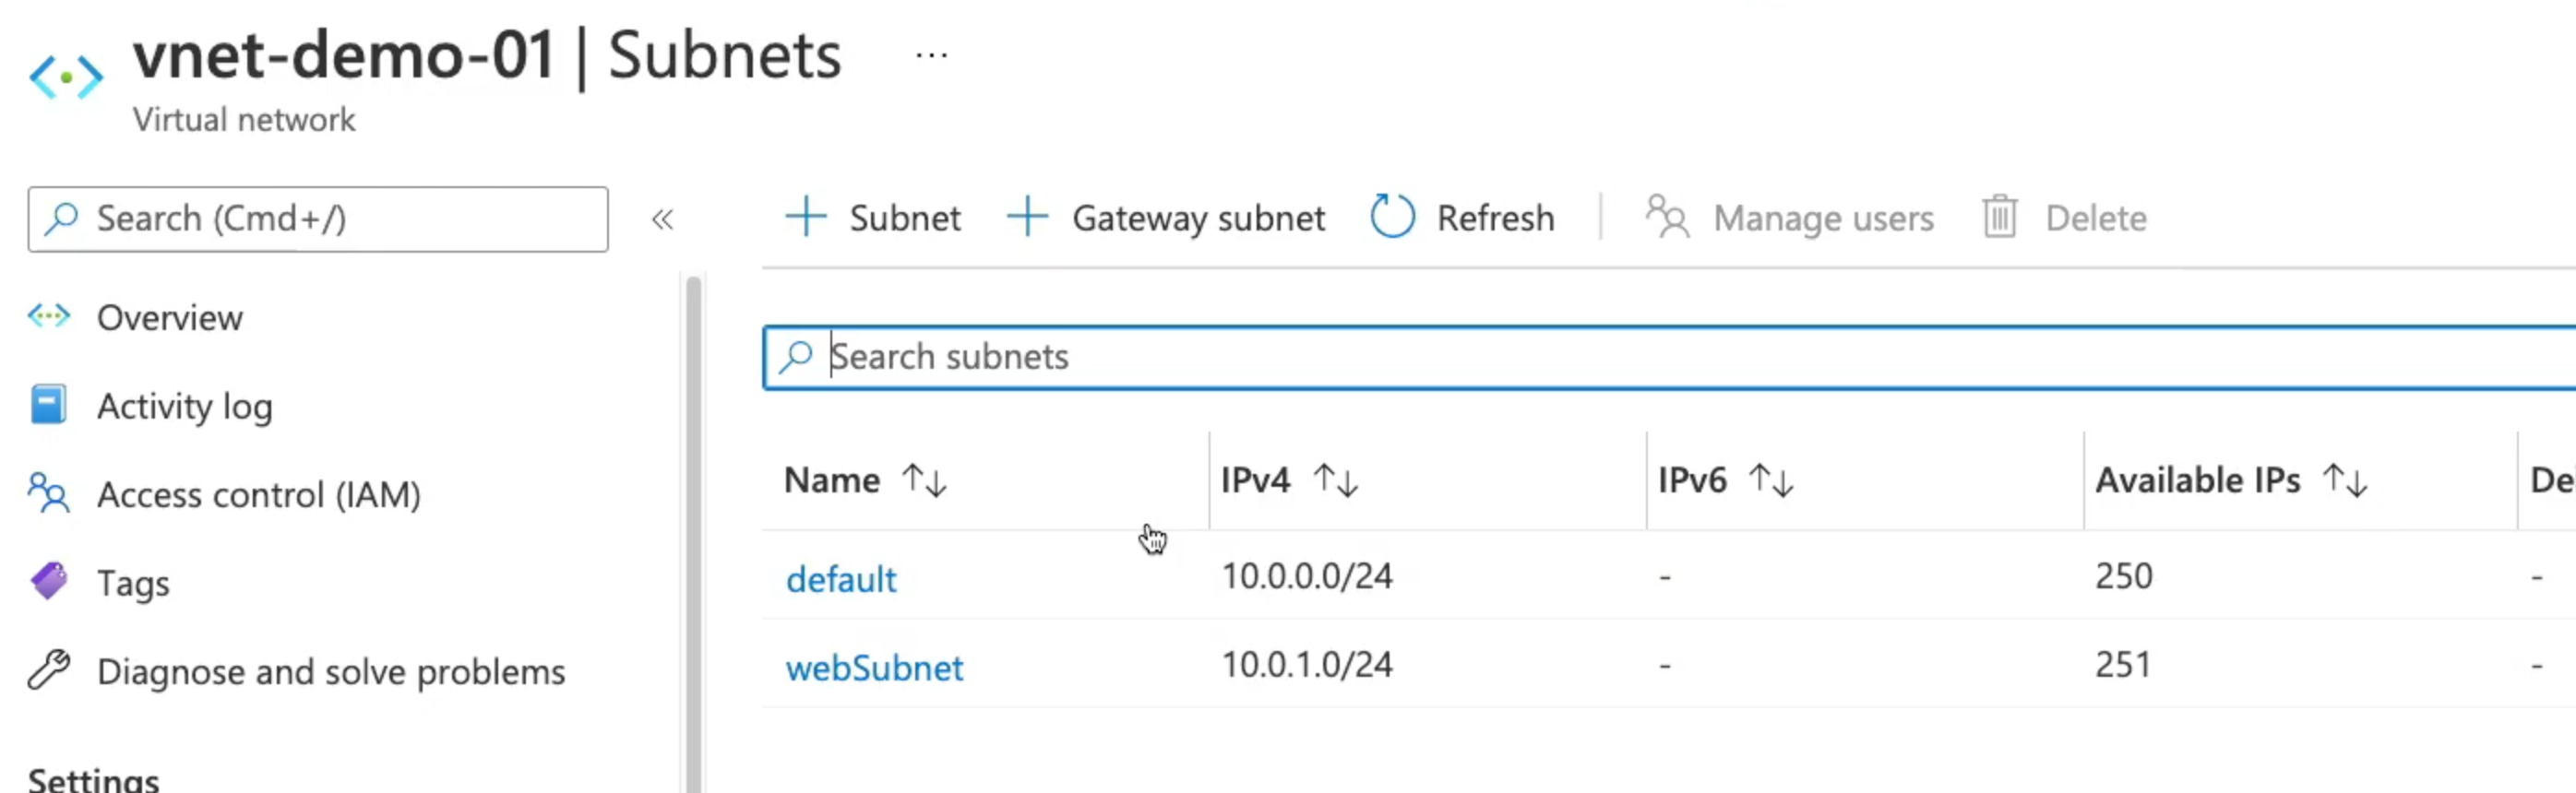 vnet-demo-01 | Subnets ...
Virtual network
Search (Cmd+/)
«
Subnet
Gateway subnet
Refresh
Manage users
Delete
Overview
Activity log
Access control (IAM)
Tags
Diagnose and solve problems
Settings
Search subnets
Name ↑↓ IPv4 ↑↓ IPv6 ↑↓ Available IPs ↑↓ De
default 10.0.0.0/24 - 250 -
webSubnet 10.0.1.0/24 - 251 -